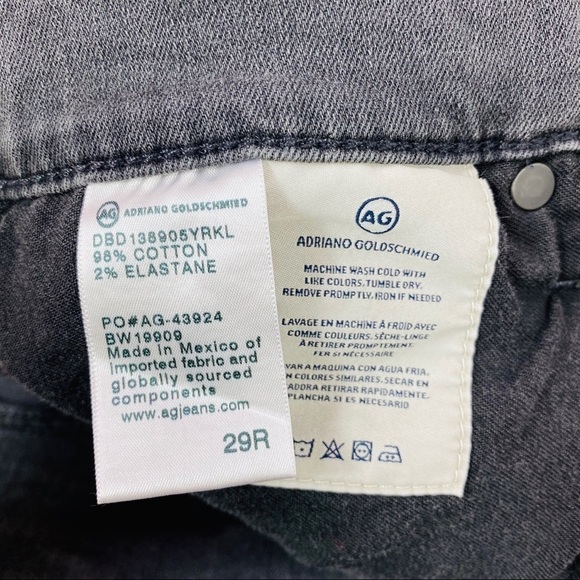 AG ADRIANO GOLDSCHMIED
DBD138905YRKL
98% COTTON
2% ELASTANE
PO#AG-43924
BW19909
Made in Mexico of
Imported fabric and
globally sourced
components
www.agjeans.com
29R
AG
ADRIANO GOLDSCHMIED
MACHINE WASH COLD WITH
LIKE COLORS. TUMBLE DRY.
REMOVE PROMPTLY. IRON IF NEEDED
LAVAGE EN MACHINE À FROID AVEC
COMME COULEURS. SÈCHE-LINGE
À RETIRER PROMPTEMENT.
FER SI NÉCESSAIRE
A MAQUINA CON AGUA FRIA.
COLORES SIMILARES. SECAR EN
RETIRAR RAPIDAMENTE.
PLANCHA SI ES NECESARIO